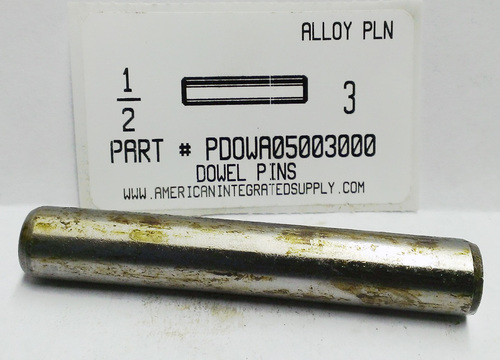 ALLOY PLN
1/2
3
PART # PDOWA05003000
DOWEL PINS
WWW.AMERICANINTEGRATEDSUPPLY.COM